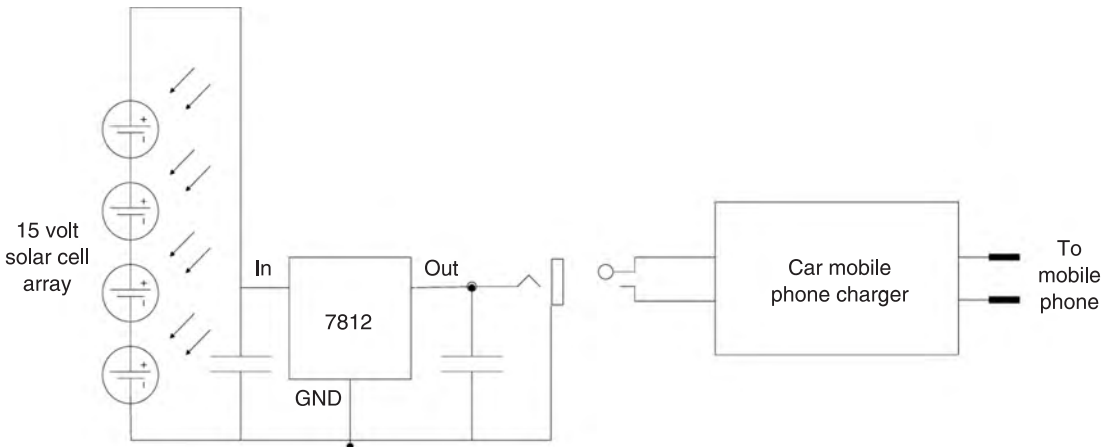 15 volt
solar cell
array
In
Out
7812
GND
Car mobile
phone charger
To
mobile
phone